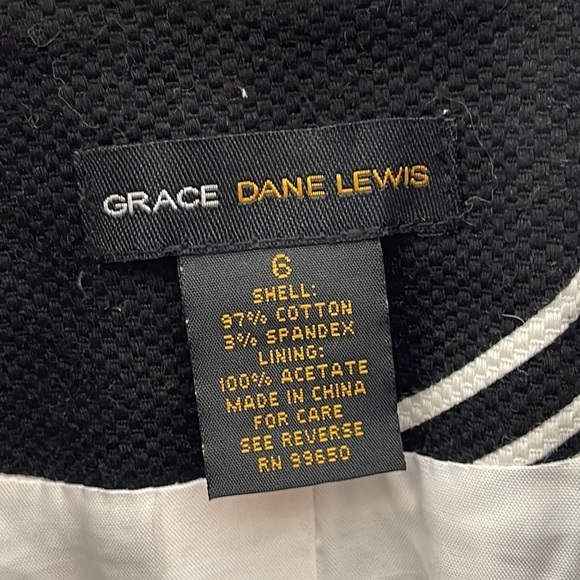 GRACE DANE LEWIS
6
SHELL:
97% COTTON
3% SPANDEX
LINING:
100% ACETATE
MADE IN CHINA
FOR CARE
SEE REVERSE
RN 99650